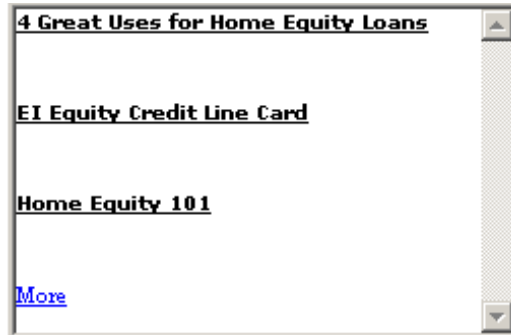 4 Great Uses for Home Equity Loans
EI Equity Credit Line Card
Home Equity 101
More